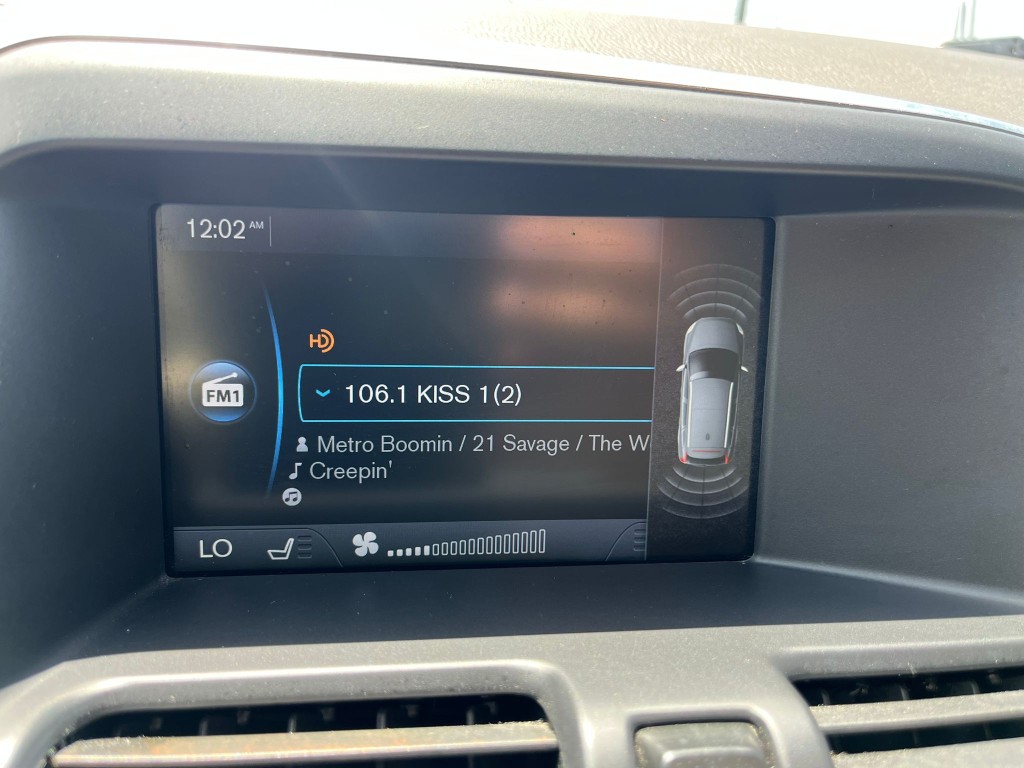 12:02 AM
HD
106.1 KISS 1(2)
FM1
Metro Boomin / 21 Savage / The W
Creepin'
LO